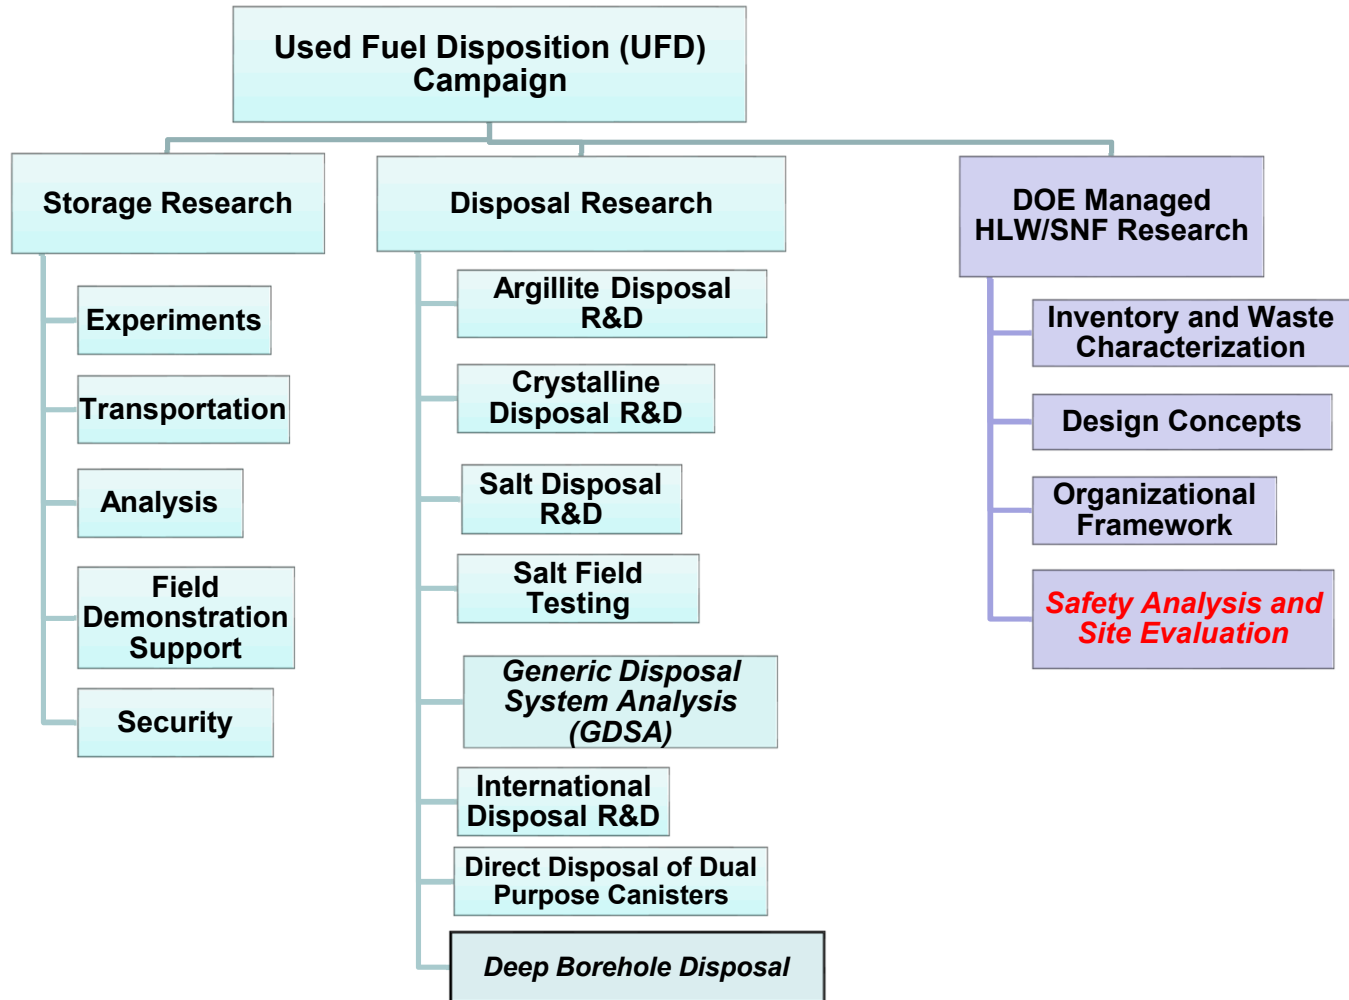 Used Fuel Disposition (UFD)
Campaign
Storage Research
Experiments
Transportation
Analysis
Field
Demonstration
Support
Security
Disposal Research
Argillite Disposal
R&D
Crystalline
Disposal R&D
Salt Disposal
R&D
Salt Field
Testing
Generic Disposal
System Analysis
(GDSA)
International
Disposal R&D
Direct Disposal of Dual
Purpose Canisters
Deep Borehole Disposal
DOE Managed
HLW/SNF Research
Inventory and Waste
Characterization
Design Concepts
Organizational
Framework
Safety Analysis and
Site Evaluation